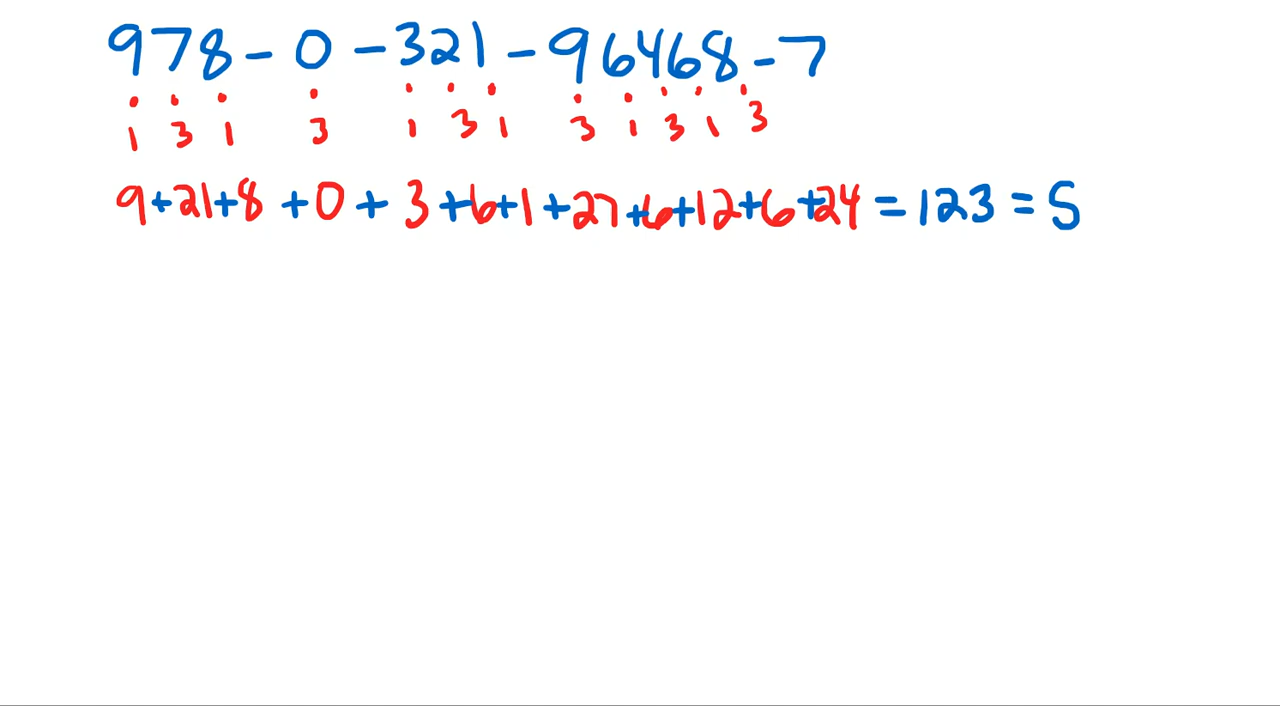 978 - 0 - 321 - 96468 - 7
1 3 1 3 1 3 1 3 1 3 1 3
9 + 21 + 8 + 0 + 3 + 6 + 1 + 27 + 6 + 12 + 6 + 24 = 123 = S